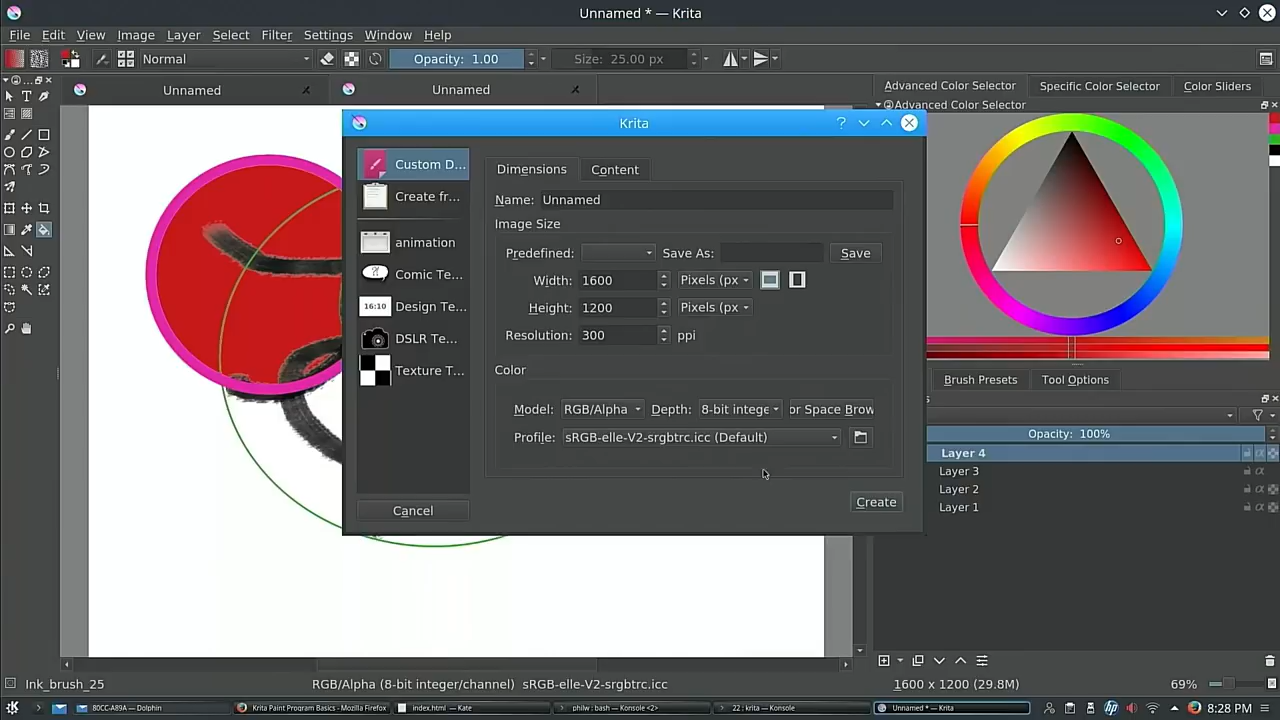 Unnamed * — Krita
File Edit View Image Layer Select Filter Settings Window Help
Normal Opacity: 1.00 Size: 25.00 px
Unnamed Unnamed
Advanced Color Selector Specific Color Selector Color Sliders
Advanced Color Selector
Krita
Custom D...
Create fr...
animation
Comic Te...
16:10 Design Te...
DSLR Te...
Texture T...
Cancel
Dimensions Content
Name: Unnamed
Image Size
Predefined: Save As: Save
Width: 1600 Pixels (px
Height: 1200 Pixels (px
Resolution: 300 ppi
Color
Model: RGB/Alpha Depth: 8-bit intege or Space Brow
Profile: sRGB-elle-V2-srgbtrc.icc (Default)
Create
Brush Presets Tool Options
s
Opacity: 100%
Layer 4
Layer 3
Layer 2
Layer 1
Ink_brush_25 RGB/Alpha (8-bit integer/channel) sRGB-elle-V2-srgbtrc.icc 1600 x 1200 (29.8M) 69%
80CC-A89A — Dolphin Krita Paint Program Basics - Mozilla Firefox index.html — Kate philw : bash — Konsole <2> 22 : krita — Konsole Unnamed * — Krita 8:28 PM